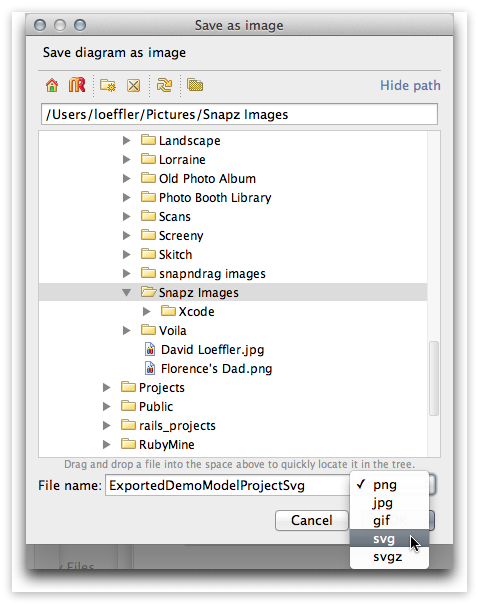 Save as image
Save diagram as image
Hide path
/Users/loeffler/Pictures/Snapz Images
Landscape
Lorraine
Old Photo Album
Photo Booth Library
Scans
Screeny
Skitch
snapndrag images
Snapz Images
Xcode
Voila
David Loeffler.jpg
Florence's Dad.png
Projects
Public
rails_projects
RubyMine
Drag and drop a file into the space above to quickly locate it in the tree.
File name: ExportedDemoModelProjectSvg
✓ png
jpg
gif
svg
svgz
Cancel
Files